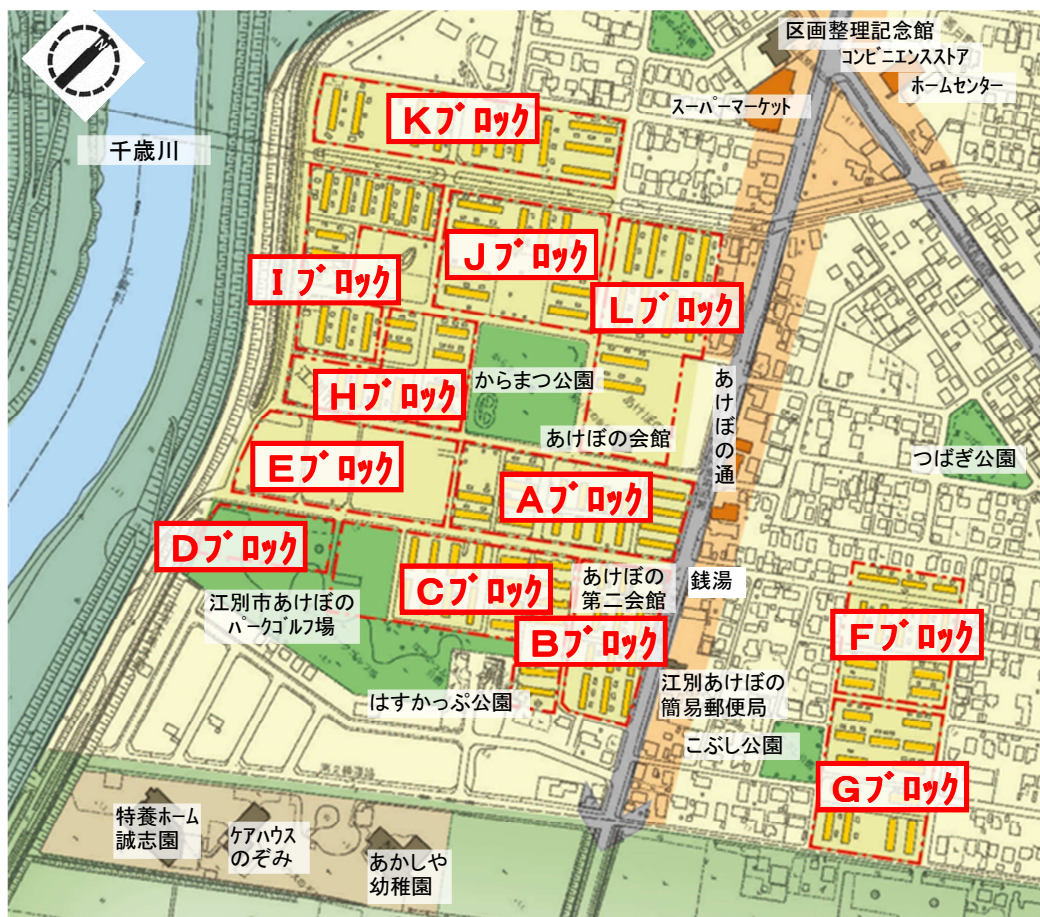 区画整理記念館
コンビニエンスストア
ホームセンター
スーパーマーケット
N
千歳川
Kブロック
Jブロック
Iブロック
Lブロック
からまつ公園
Hブロック
あけぼの会館
あけぼの通
つばき公園
Eブロック
Aブロック
Dブロック
Cブロック
あけぼの
第二会館
銭湯
江別市あけぼの
パークゴルフ場
Bブロック
Fブロック
はすかっぷ公園
江別あけぼの
簡易郵便局
こぶし公園
Gブロック
特養ホーム
誠志園
ケアハウス
のぞみ
あかしや
幼稚園